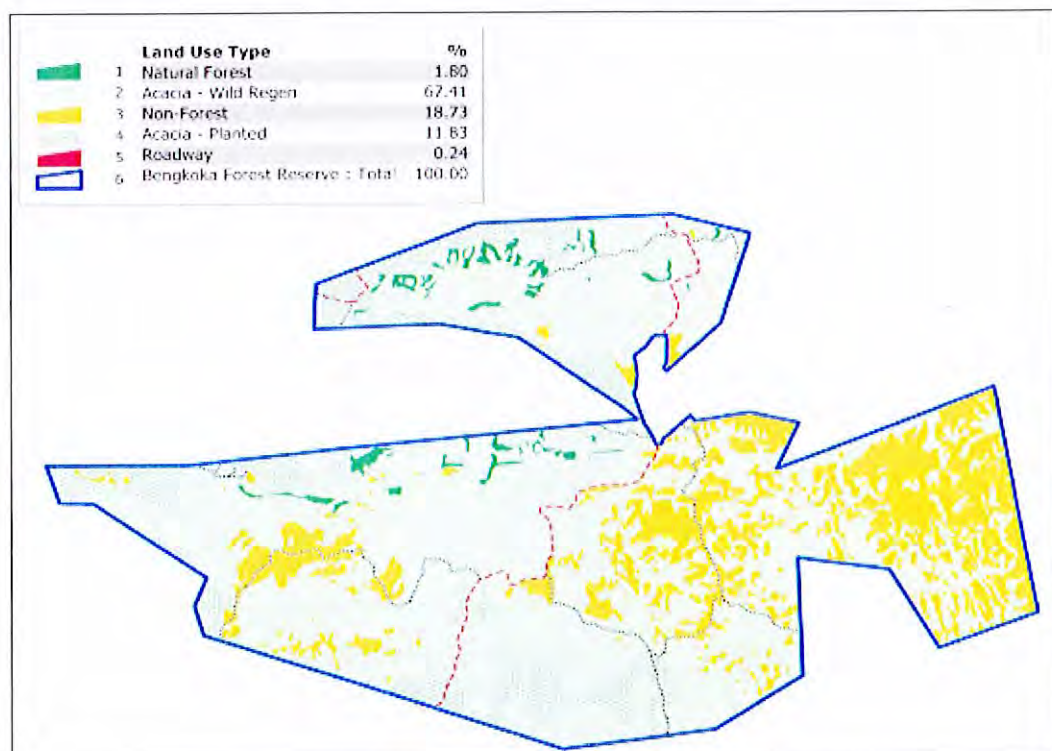 Land Use Type %
1 Natural Forest 1.80
2 Acacia - Wild Regen 67.41
3 Non-Forest 18.73
4 Acacia - Planted 11.83
5 Roadway 0.24
6 Bengkoka Forest Reserve : Total 100.00